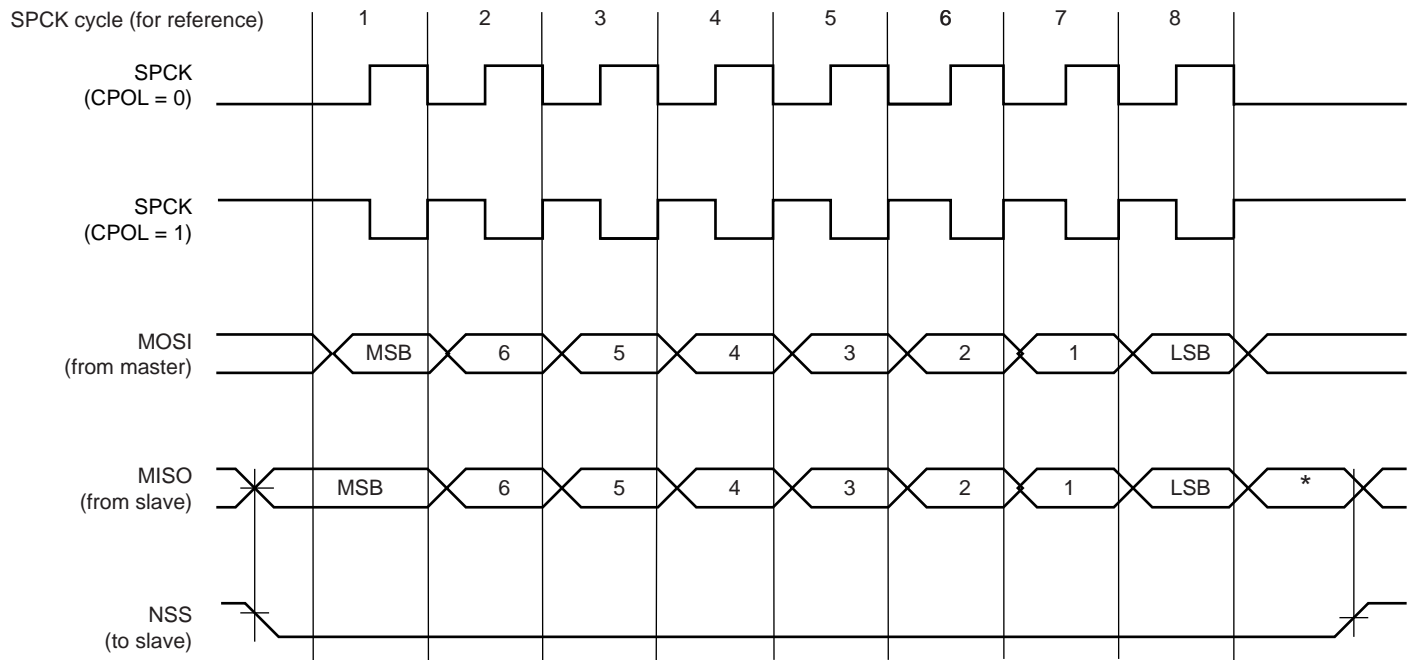 SPCK cycle (for reference) 1 2 3 4 5 6 7 8
SPCK
(CPOL = 0)
SPCK
(CPOL = 1)
MOSI
(from master)
MSB 6 5 4 3 2 1 LSB
MISO
(from slave)
MSB 6 5 4 3 2 1 LSB *
NSS
(to slave)